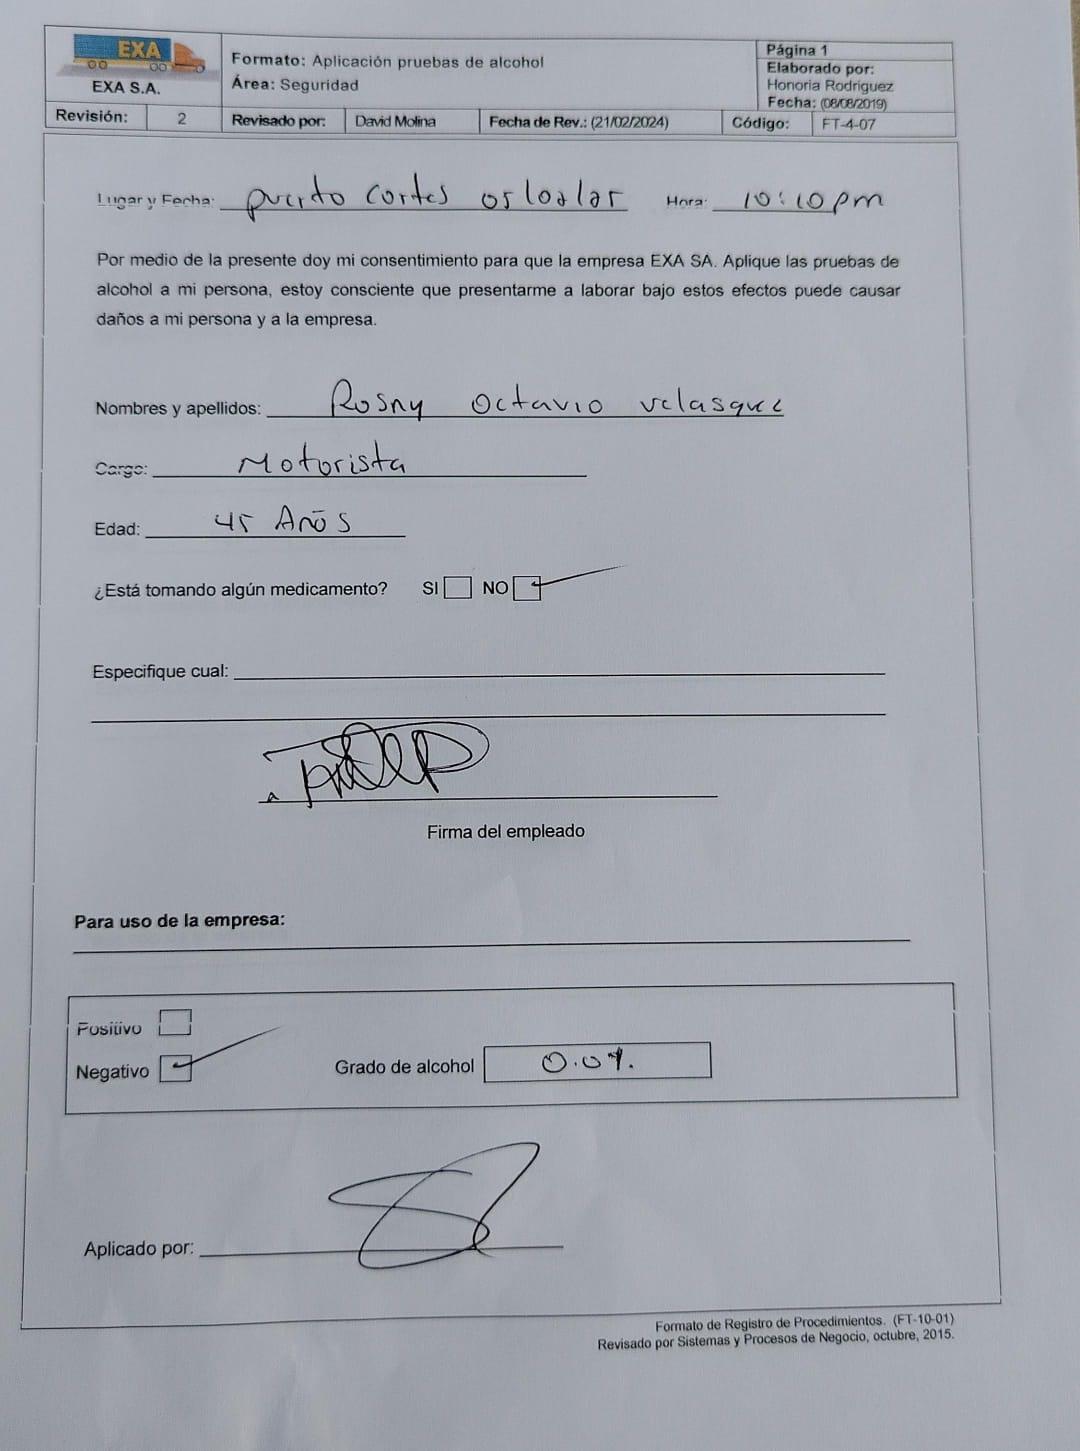 EXA
EXA S.A.
Formato: Aplicación pruebas de alcohol
Área: Seguridad
Página 1
Elaborado por:
Honoria Rodriguez
Fecha: (08/08/2019)
Revisión: 2 Revisado por: David Molina Fecha de Rev.: (21/02/2024) Código: FT-4-07
Lugar y Fecha: puerto cortes Hora: 10:10 pm
Por medio de la presente doy mi consentimiento para que la empresa EXA SA. Aplique las pruebas de
alcohol a mi persona, estoy consciente que presentarme a laborar bajo estos efectos puede causar
daños a mi persona y a la empresa.
Nombres y apellidos: Rosny Octavio velasquez
Cargo: Motorista
Edad: 45 Años
¿Está tomando algún medicamento? SI NO
Especifique cual:
Firma del empleado
Para uso de la empresa:
Positivo
Negativo
Grado de alcohol 0.0%.
Aplicado por:
Formato de Registro de Procedimientos. (FT-10-01)
Revisado por Sistemas y Procesos de Negocio, octubre, 2015.